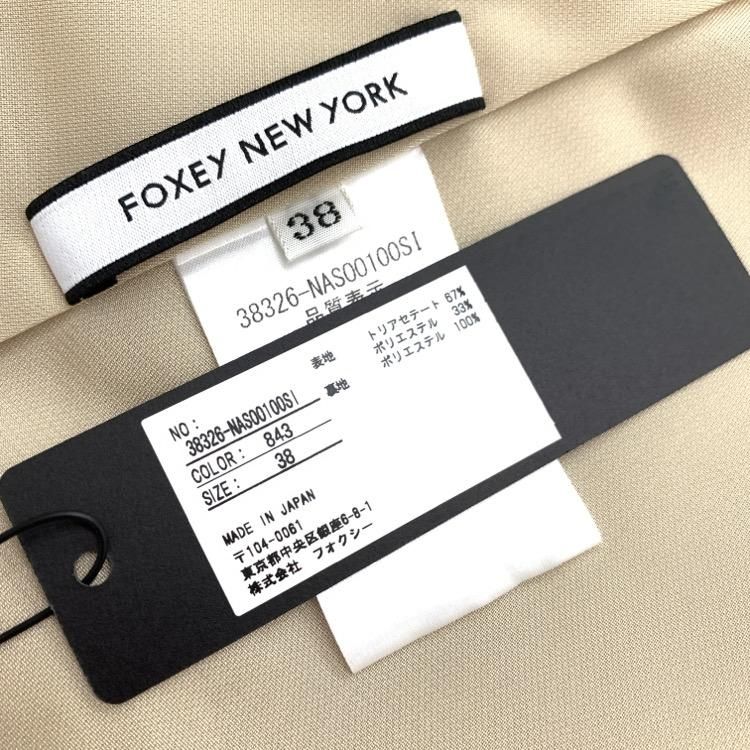 FOXEY NEW YORK
38
38326-NAS00100SI
品質表示
表地 トリアセテート 67%
ポリエステル 33%
裏地 ポリエステル 100%
NO: 38326-NAS00100SI
COLOR: 843
SIZE: 38
MADE IN JAPAN
〒104-0061
東京都中央区銀座6-8-1
株式会社 フォクシー